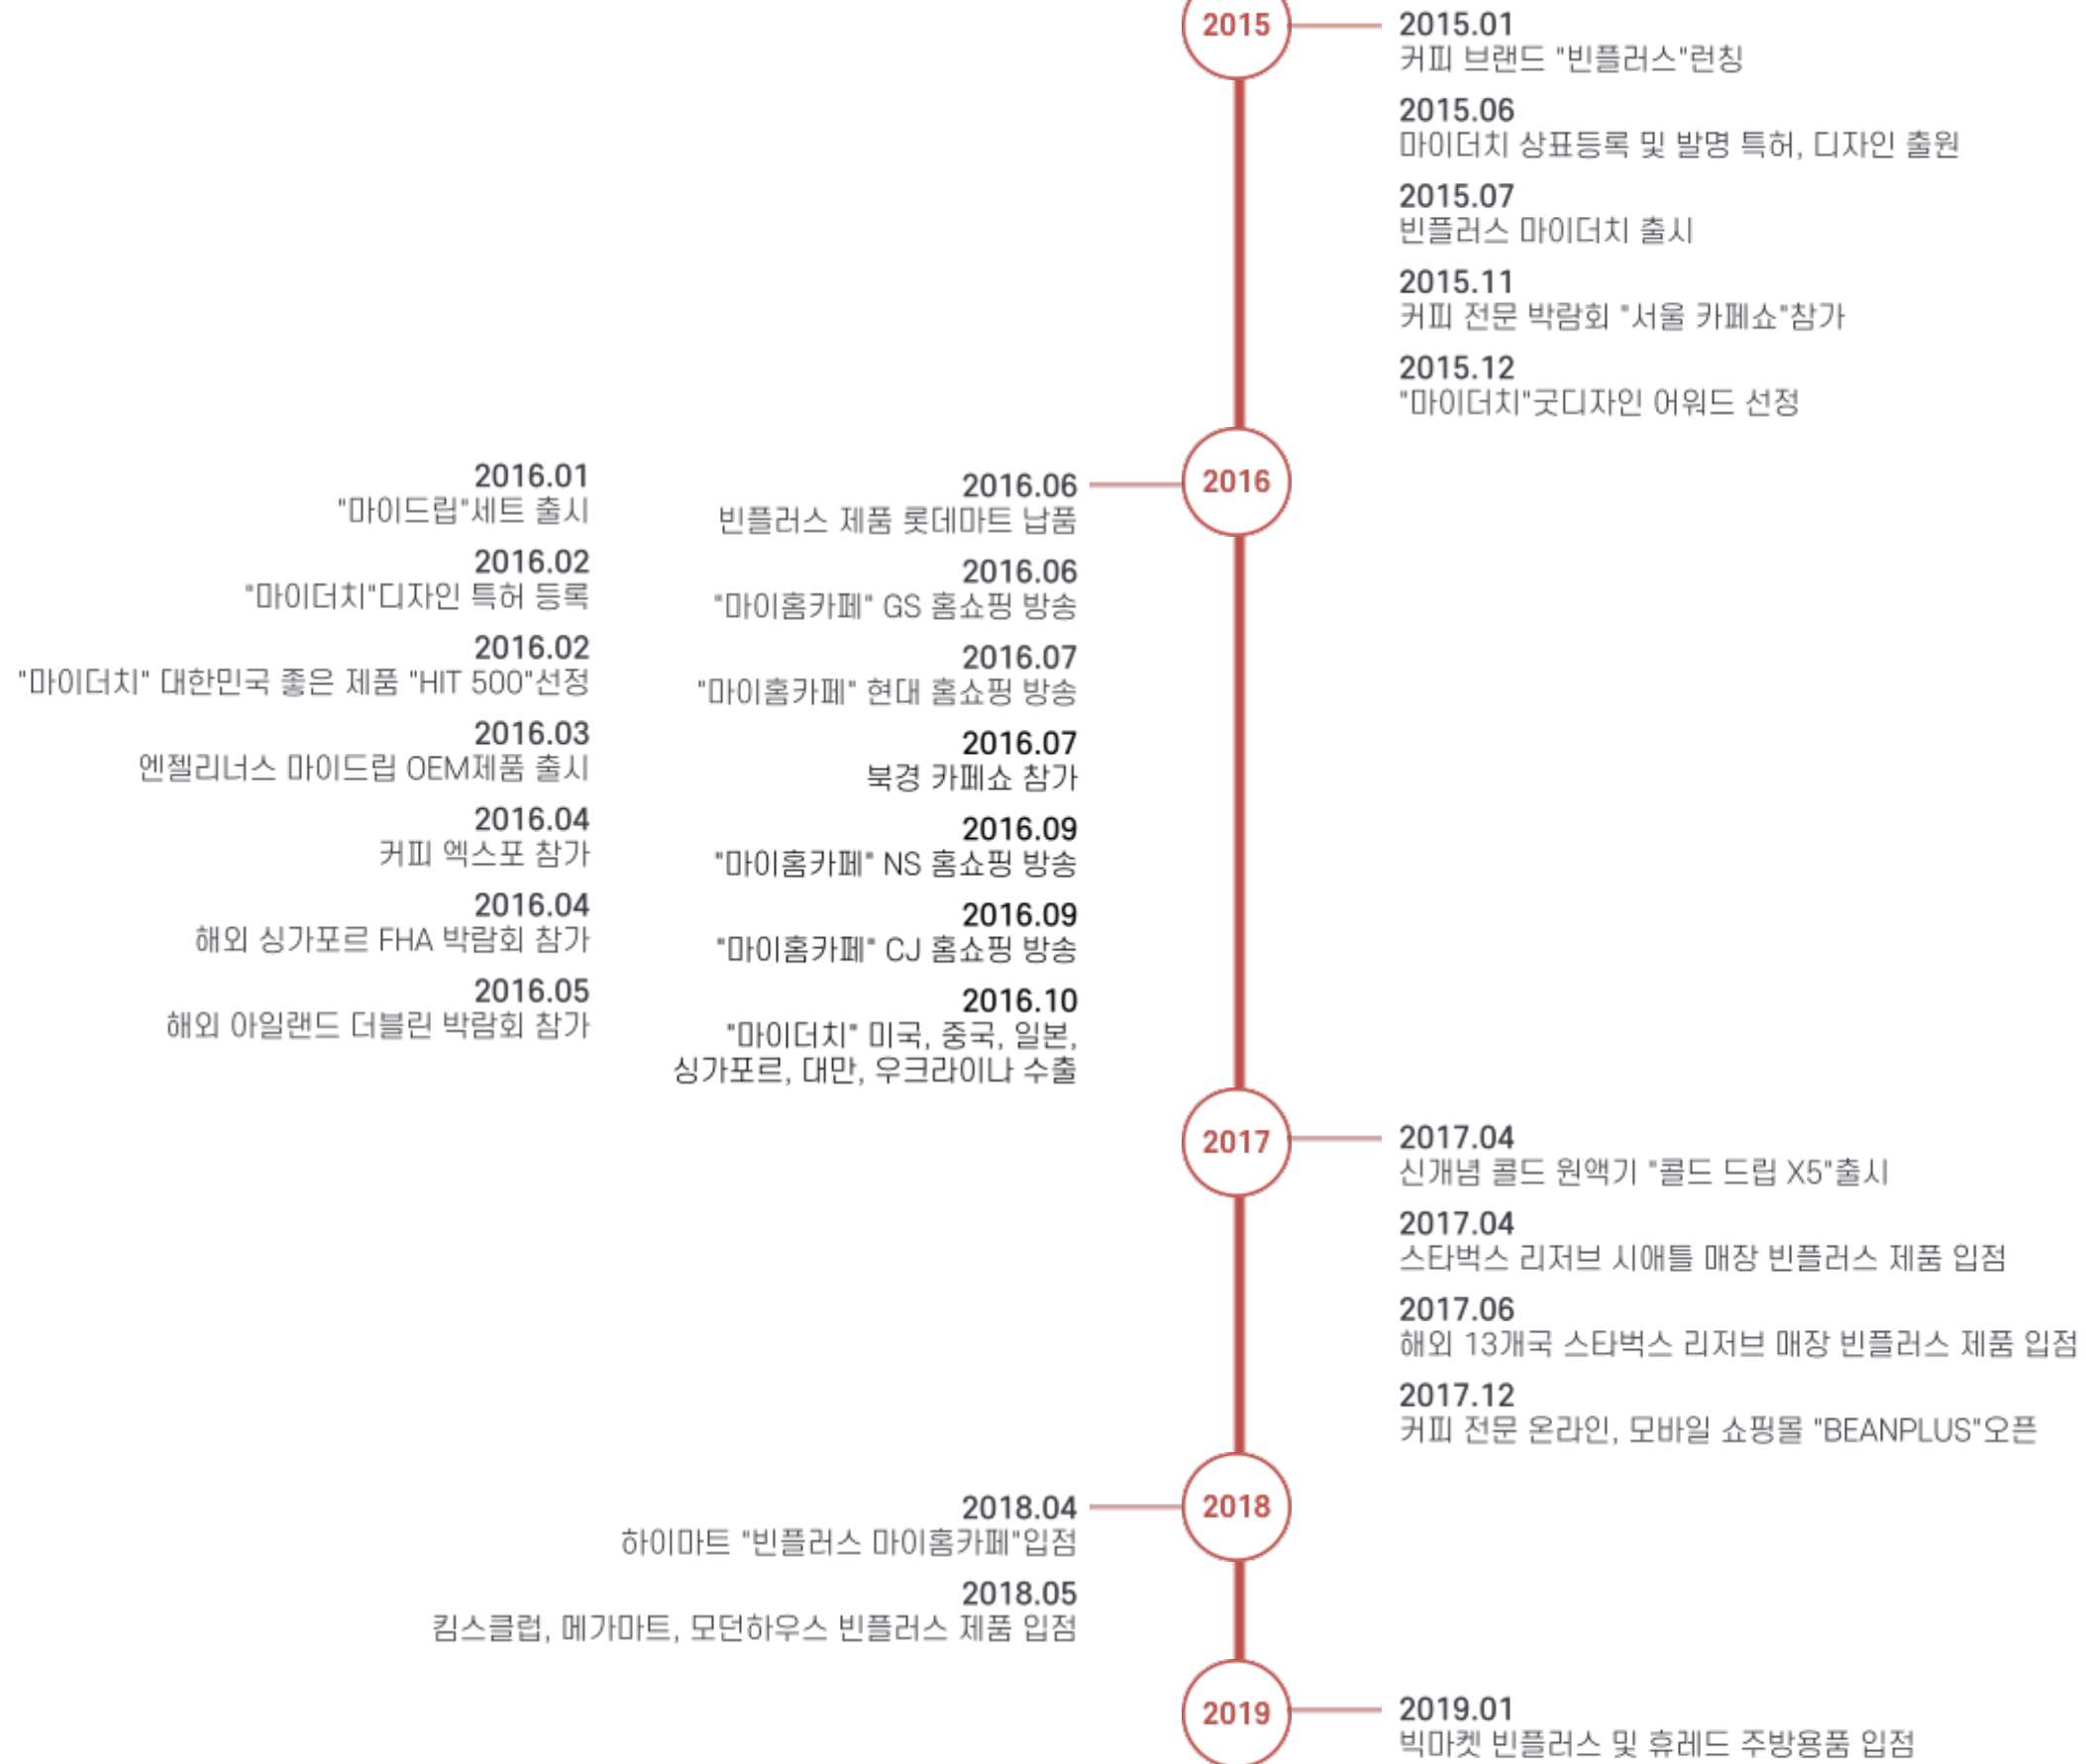 2015
2015.01
커피 브랜드 "빈플러스"런칭
2015.06
마이더치 상표등록 및 발명 특허, 디자인 출원
2015.07
빈플러스 마이더치 출시
2015.11
커피 전문 박람회 "서울 카페쇼"참가
2015.12
"마이더치"굿디자인 어워드 선정
2016
2016.01
"마이드립"세트 출시
2016.02
"마이더치"디자인 특허 등록
2016.02
"마이더치" 대한민국 좋은 제품 "HIT 500"선정
2016.03
엔젤리너스 마이드립 OEM제품 출시
2016.04
커피 엑스포 참가
2016.04
해외 싱가포르 FHA 박람회 참가
2016.05
해외 아일랜드 더블린 박람회 참가
2016.06
빈플러스 제품 롯데마트 납품
2016.06
"마이홈카페" GS 홈쇼핑 방송
2016.07
"마이홈카페" 현대 홈쇼핑 방송
2016.07
북경 카페쇼 참가
2016.09
"마이홈카페" NS 홈쇼핑 방송
2016.09
"마이홈카페" CJ 홈쇼핑 방송
2016.10
"마이더치" 미국, 중국, 일본,
싱가포르, 대만, 우크라이나 수출
2017
2017.04
신개념 콜드 원액기 "콜드 드립 X5"출시
2017.04
스타벅스 리저브 시애틀 매장 빈플러스 제품 입점
2017.06
해외 13개국 스타벅스 리저브 매장 빈플러스 제품 입점
2017.12
커피 전문 온라인, 모바일 쇼핑몰 "BEANPLUS"오픈
2018
2018.04
하이마트 "빈플러스 마이홈카페"입점
2018.05
킴스클럽, 메가마트, 모던하우스 빈플러스 제품 입점
2019
2019.01
빅마켓 빈플러스 및 휴레드 주방용품 입점